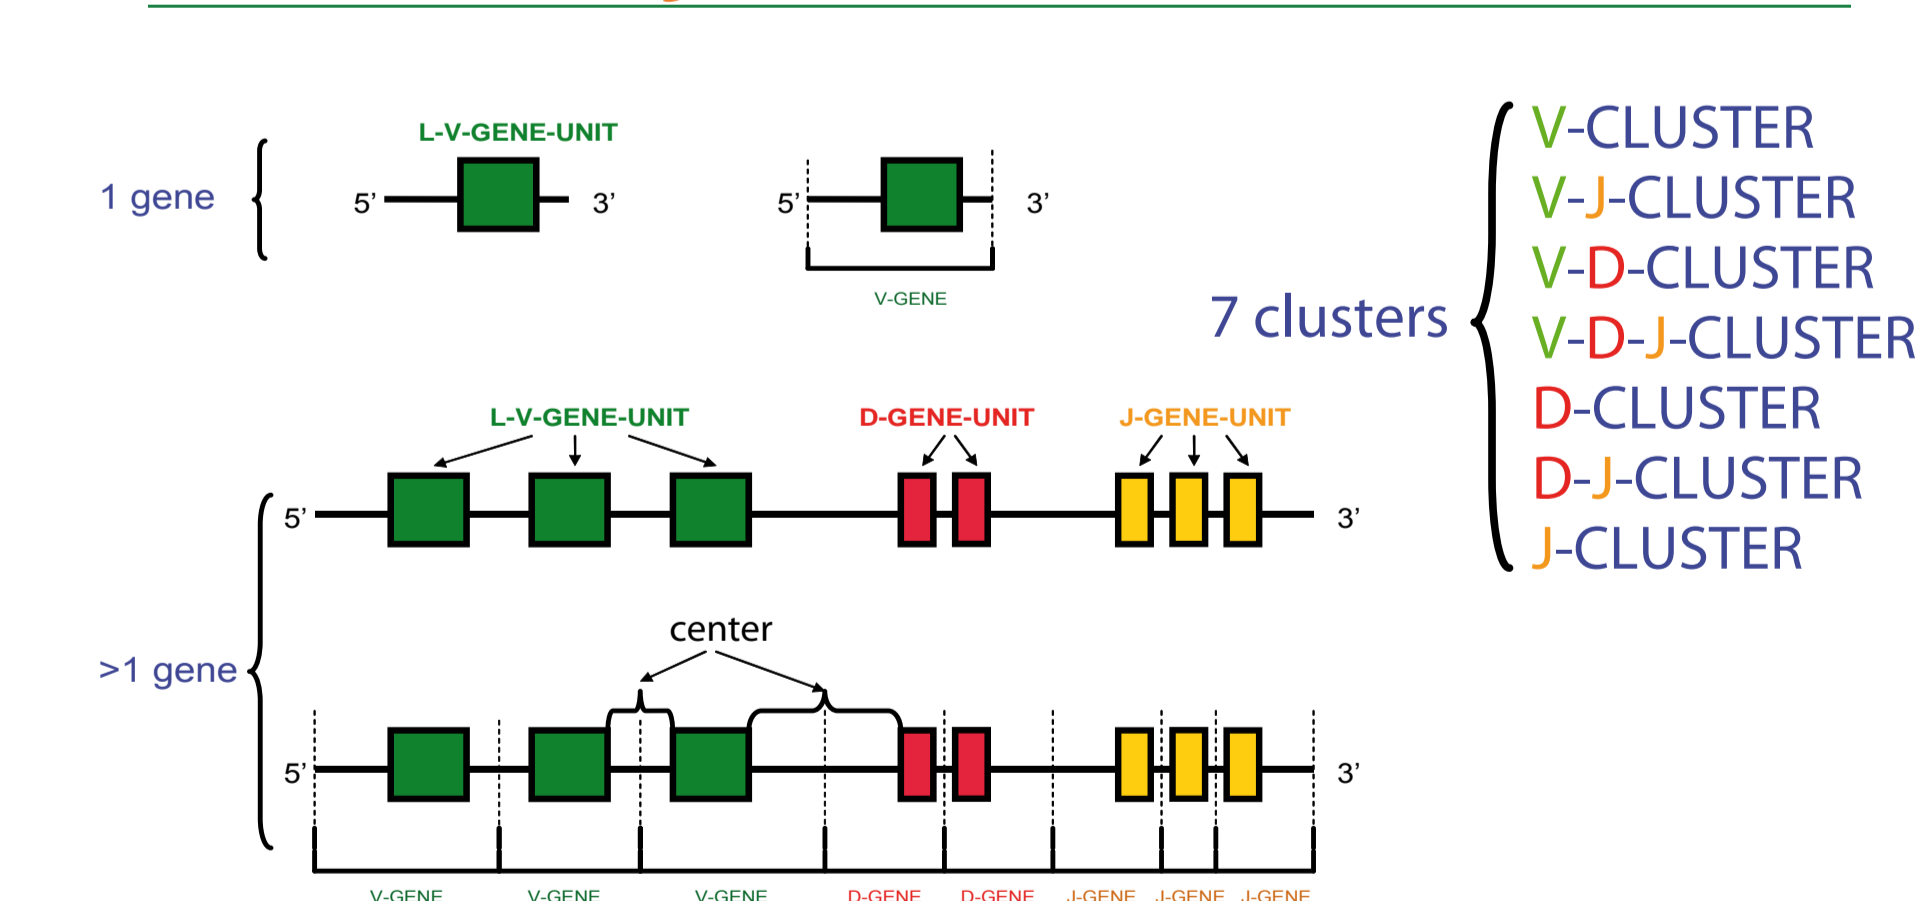 L-V-GENE-UNIT
1 gene
5’
3’
5’
3’
V-GENE
7 clusters
V-CLUSTER
V-J-CLUSTER
V-D-CLUSTER
V-D-J-CLUSTER
D-CLUSTER
D-J-CLUSTER
J-CLUSTER
L-V-GENE-UNIT
D-GENE-UNIT
J-GENE-UNIT
5’
3’
>1 gene
center
5’
3’
V-GENE
V-GENE
V-GENE
D-GENE
D-GENE
J-GENE
J-GENE
J-GENE